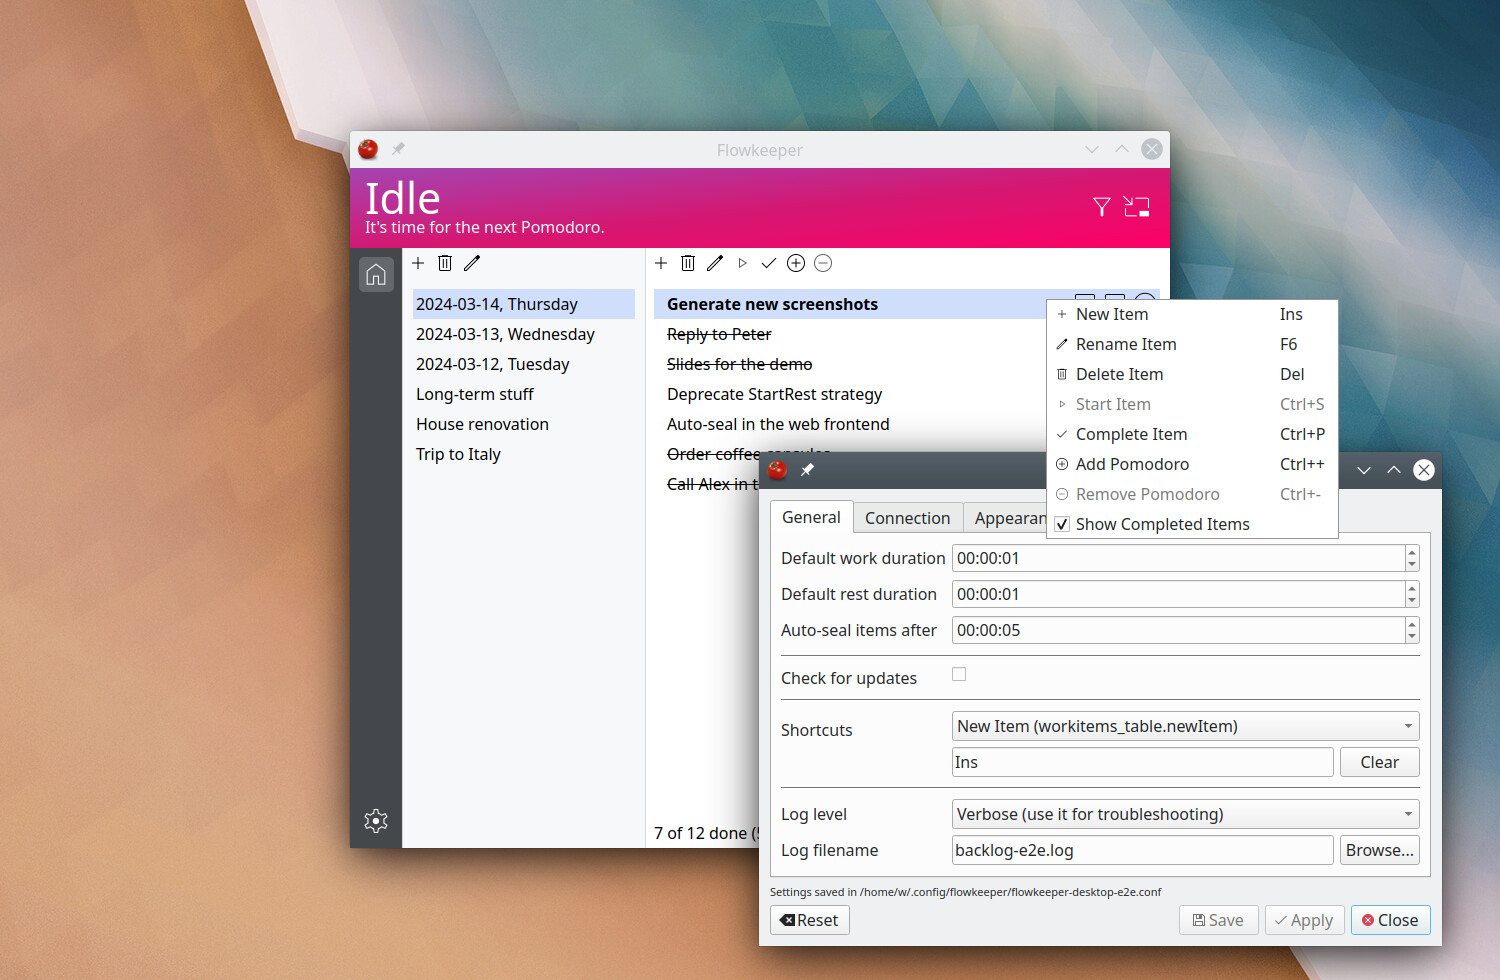 Flowkeeper
Idle
It's time for the next Pomodoro.
2024-03-14, Thursday
2024-03-13, Wednesday
2024-03-12, Tuesday
Long-term stuff
House renovation
Trip to Italy
Generate new screenshots
Reply to Peter
Slides for the demo
Deprecate StartRest strategy
Auto-seal in the web frontend
Order coffee capsules
Call Alex in t
7 of 12 done (
New Item Ins
Rename Item F6
Delete Item Del
Start Item Ctrl+S
Complete Item Ctrl+P
Add Pomodoro Ctrl++
Remove Pomodoro Ctrl+-
Show Completed Items
General Connection Appearan
Default work duration 00:00:01
Default rest duration 00:00:01
Auto-seal items after 00:00:05
Check for updates
Shortcuts New Item (workitems_table.newItem)
Ins Clear
Log level Verbose (use it for troubleshooting)
Log filename backlog-e2e.log Browse...
Settings saved in /home/w/.config/flowkeeper/flowkeeper-desktop-e2e.conf
Reset Save Apply Close